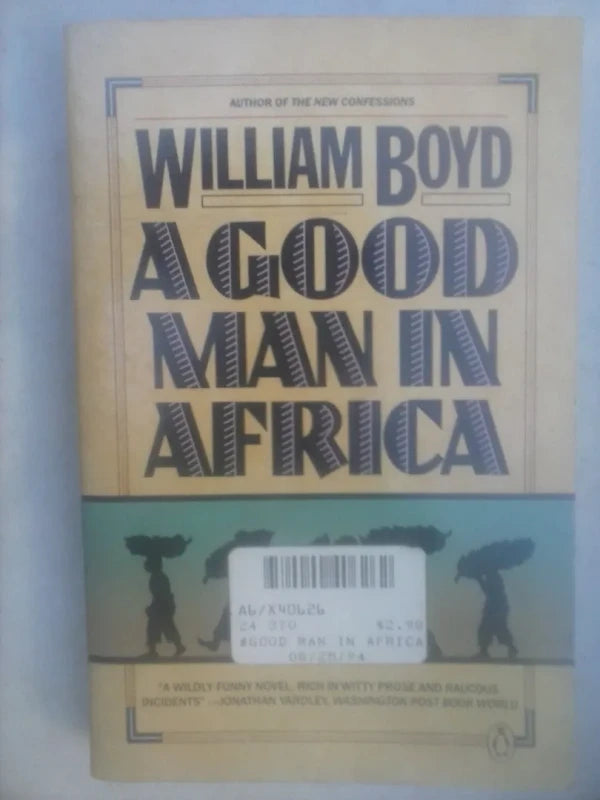 AUTHOR OF THE NEW CONFESSIONS
WILLIAM BOYD
A GOOD
MAN IN
AFRICA
A6/X40626
24 STO $2.98
#GOOD MAN IN AFRICA
"A WILDLY FUNNY NOVEL, RICH IN WITTY PROSE AND RAUCOUS
INCIDENTS" —JONATHAN YARDLEY, WASHINGTON POST BOOK WORLD